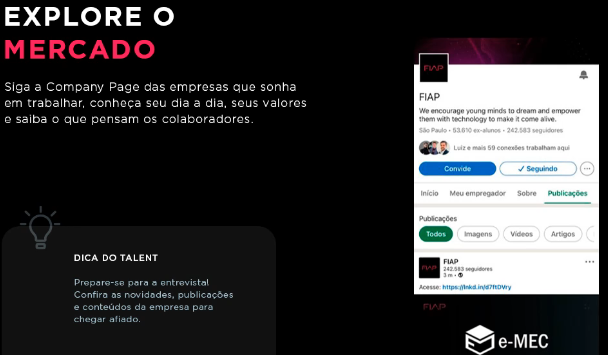 EXPLORE O
MERCADO
Siga a Company Page das empresas que sonha
em trabalhar, conheça seu dia a dia, seus valores
e saiba o que pensam os colaboradores.
DICA DO TALENT
Prepare-se para a entrevista!
Confira as novidades, publicações
e conteúdos da empresa para
chegar afiado.
FIAP
FIAP
We encourage young minds to dream and empower
them with technology to make it come alive.
São Paulo • 53.610 ex-alunos • 242.583 seguidores
Luiz e mais 59 conexões trabalham aqui
Convide
✓ Seguindo
Início Meu empregador Sobre Publicações
Publicações
Todos Imagens Vídeos Artigos
FIAP
FIAP
242.583 seguidores
3 m •
Acesse: https://lnkd.in/d7ftDVry
FIAP
e-MEC